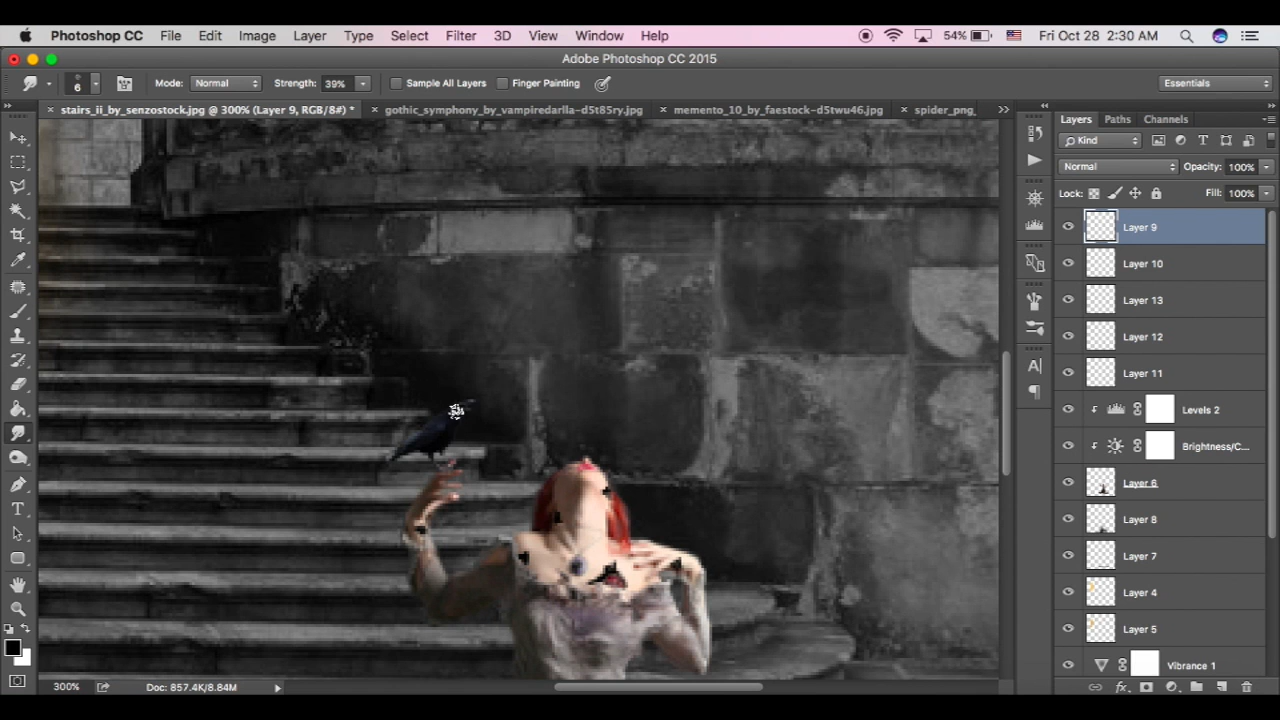 Photoshop CC File Edit Image Layer Type Select Filter 3D View Window Help 54% Fri Oct 28 2:30 AM
Adobe Photoshop CC 2015
6 Mode: Normal Strength: 39% Sample All Layers Finger Painting Essentials
stairs_ii_by_senzostock.jpg @ 300% (Layer 9, RGB/8#) * gothic_symphony_by_vampiredarlla-d5t85ry.jpg memento_10_by_faestock-d5twu46.jpg spider_png_
Layers Paths Channels
Kind
Normal Opacity: 100%
Lock: Fill: 100%
Layer 9
Layer 10
Layer 13
Layer 12
Layer 11
Levels 2
Brightness/C...
Layer 6
Layer 8
Layer 7
Layer 4
Layer 5
Vibrance 1
300% Doc: 857.4K/8.84M